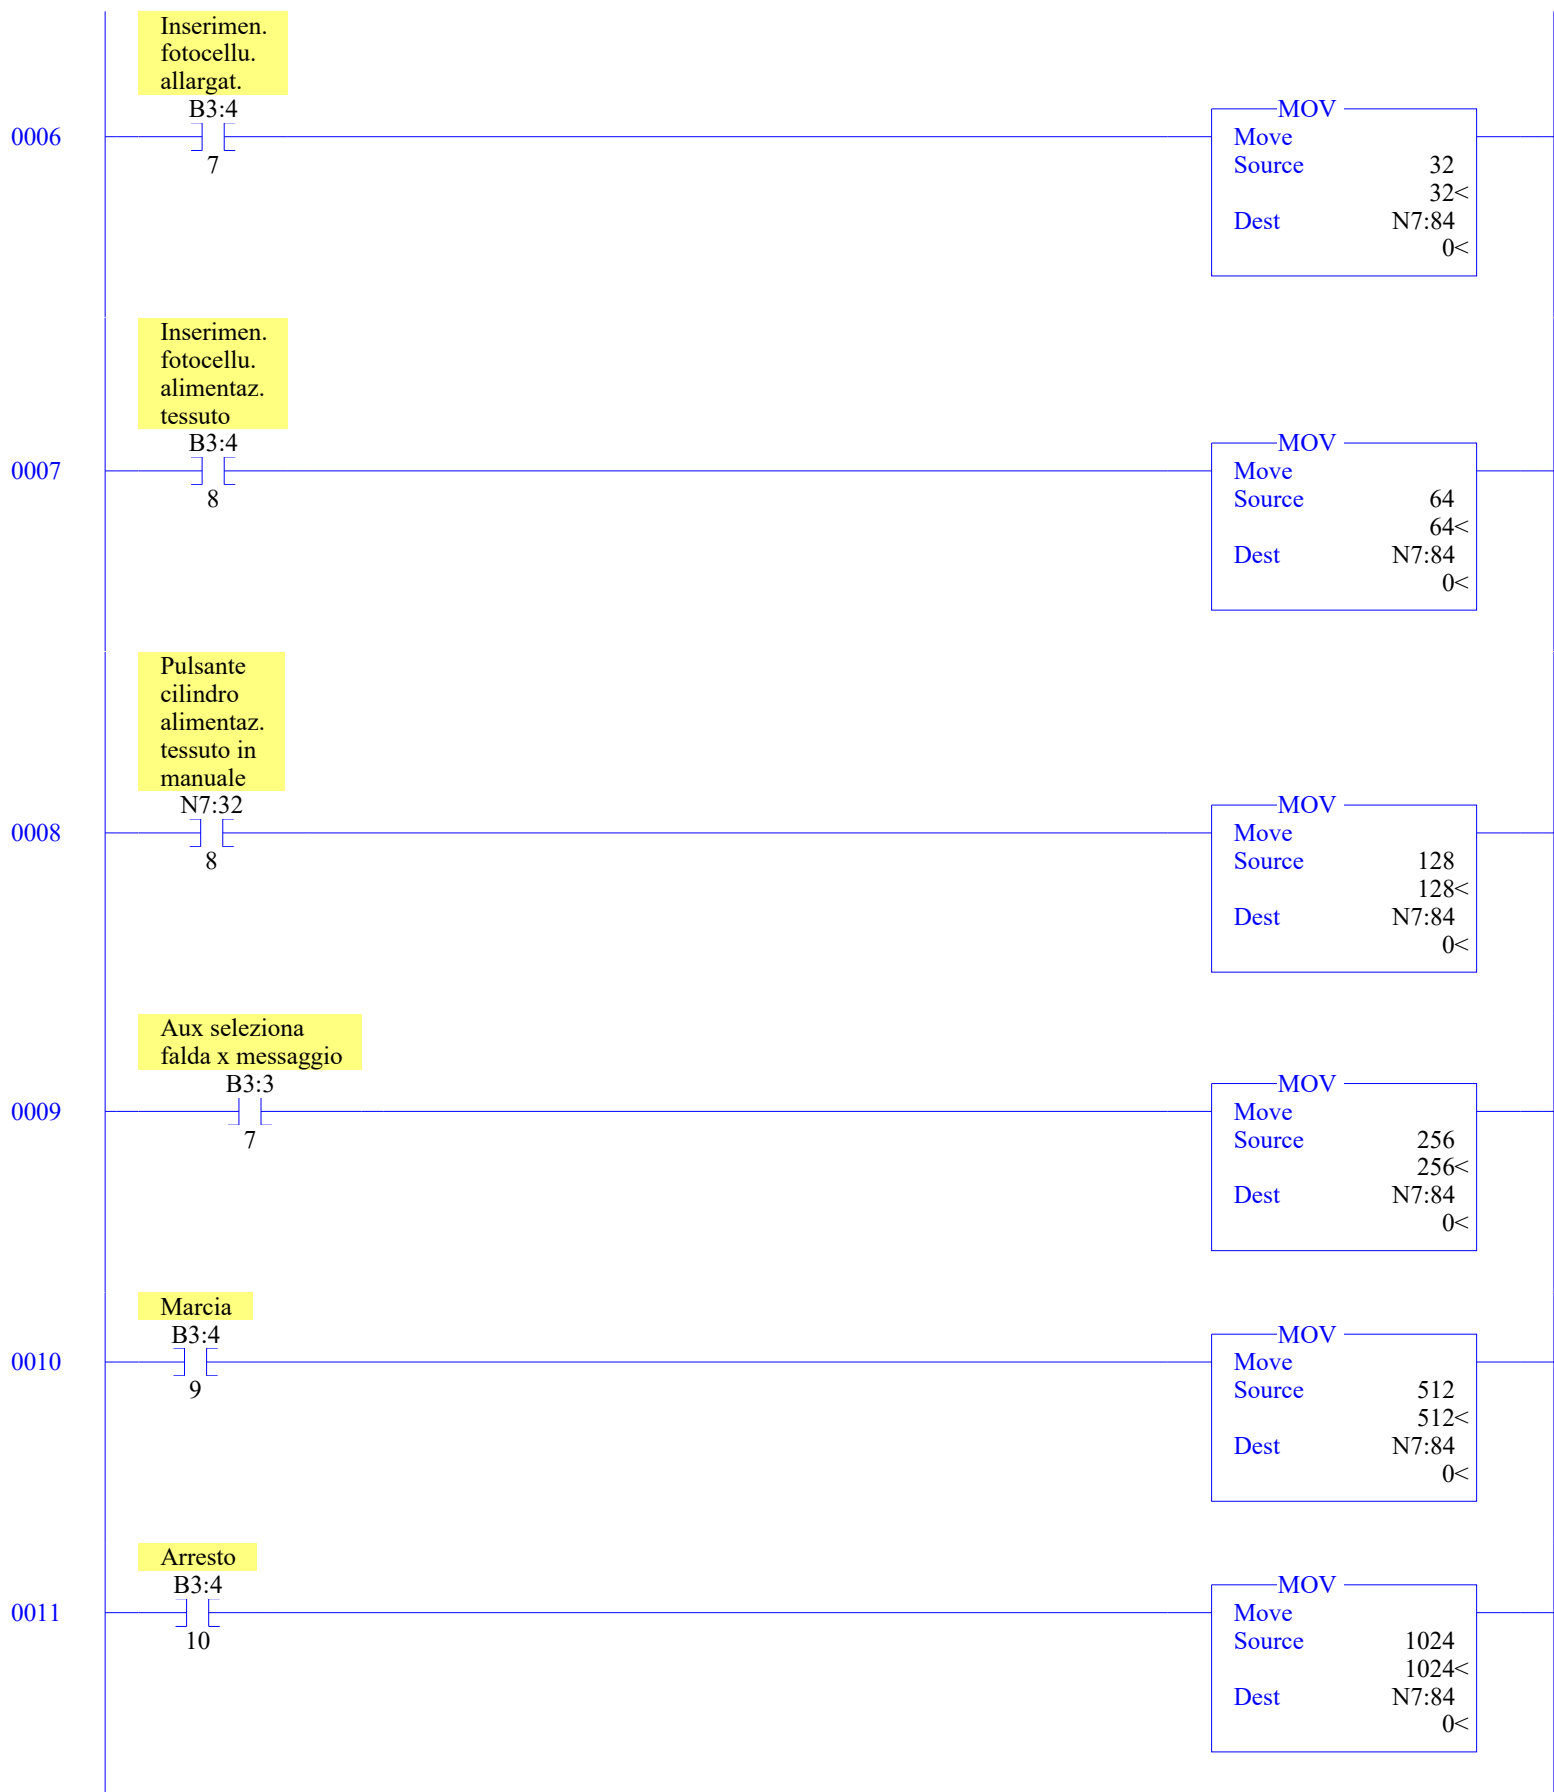 Inserimen.
fotocellu.
allargat.
B3:4
0006
7
MOV
Move
Source 32
32<
Dest N7:84
0<
Inserimen.
fotocellu.
alimentaz.
tessuto
B3:4
0007
8
MOV
Move
Source 64
64<
Dest N7:84
0<
Pulsante
cilindro
alimentaz.
tessuto in
manuale
N7:32
0008
8
MOV
Move
Source 128
128<
Dest N7:84
0<
Aux seleziona
falda x messaggio
B3:3
0009
7
MOV
Move
Source 256
256<
Dest N7:84
0<
Marcia
B3:4
0010
9
MOV
Move
Source 512
512<
Dest N7:84
0<
Arresto
B3:4
0011
10
MOV
Move
Source 1024
1024<
Dest N7:84
0<